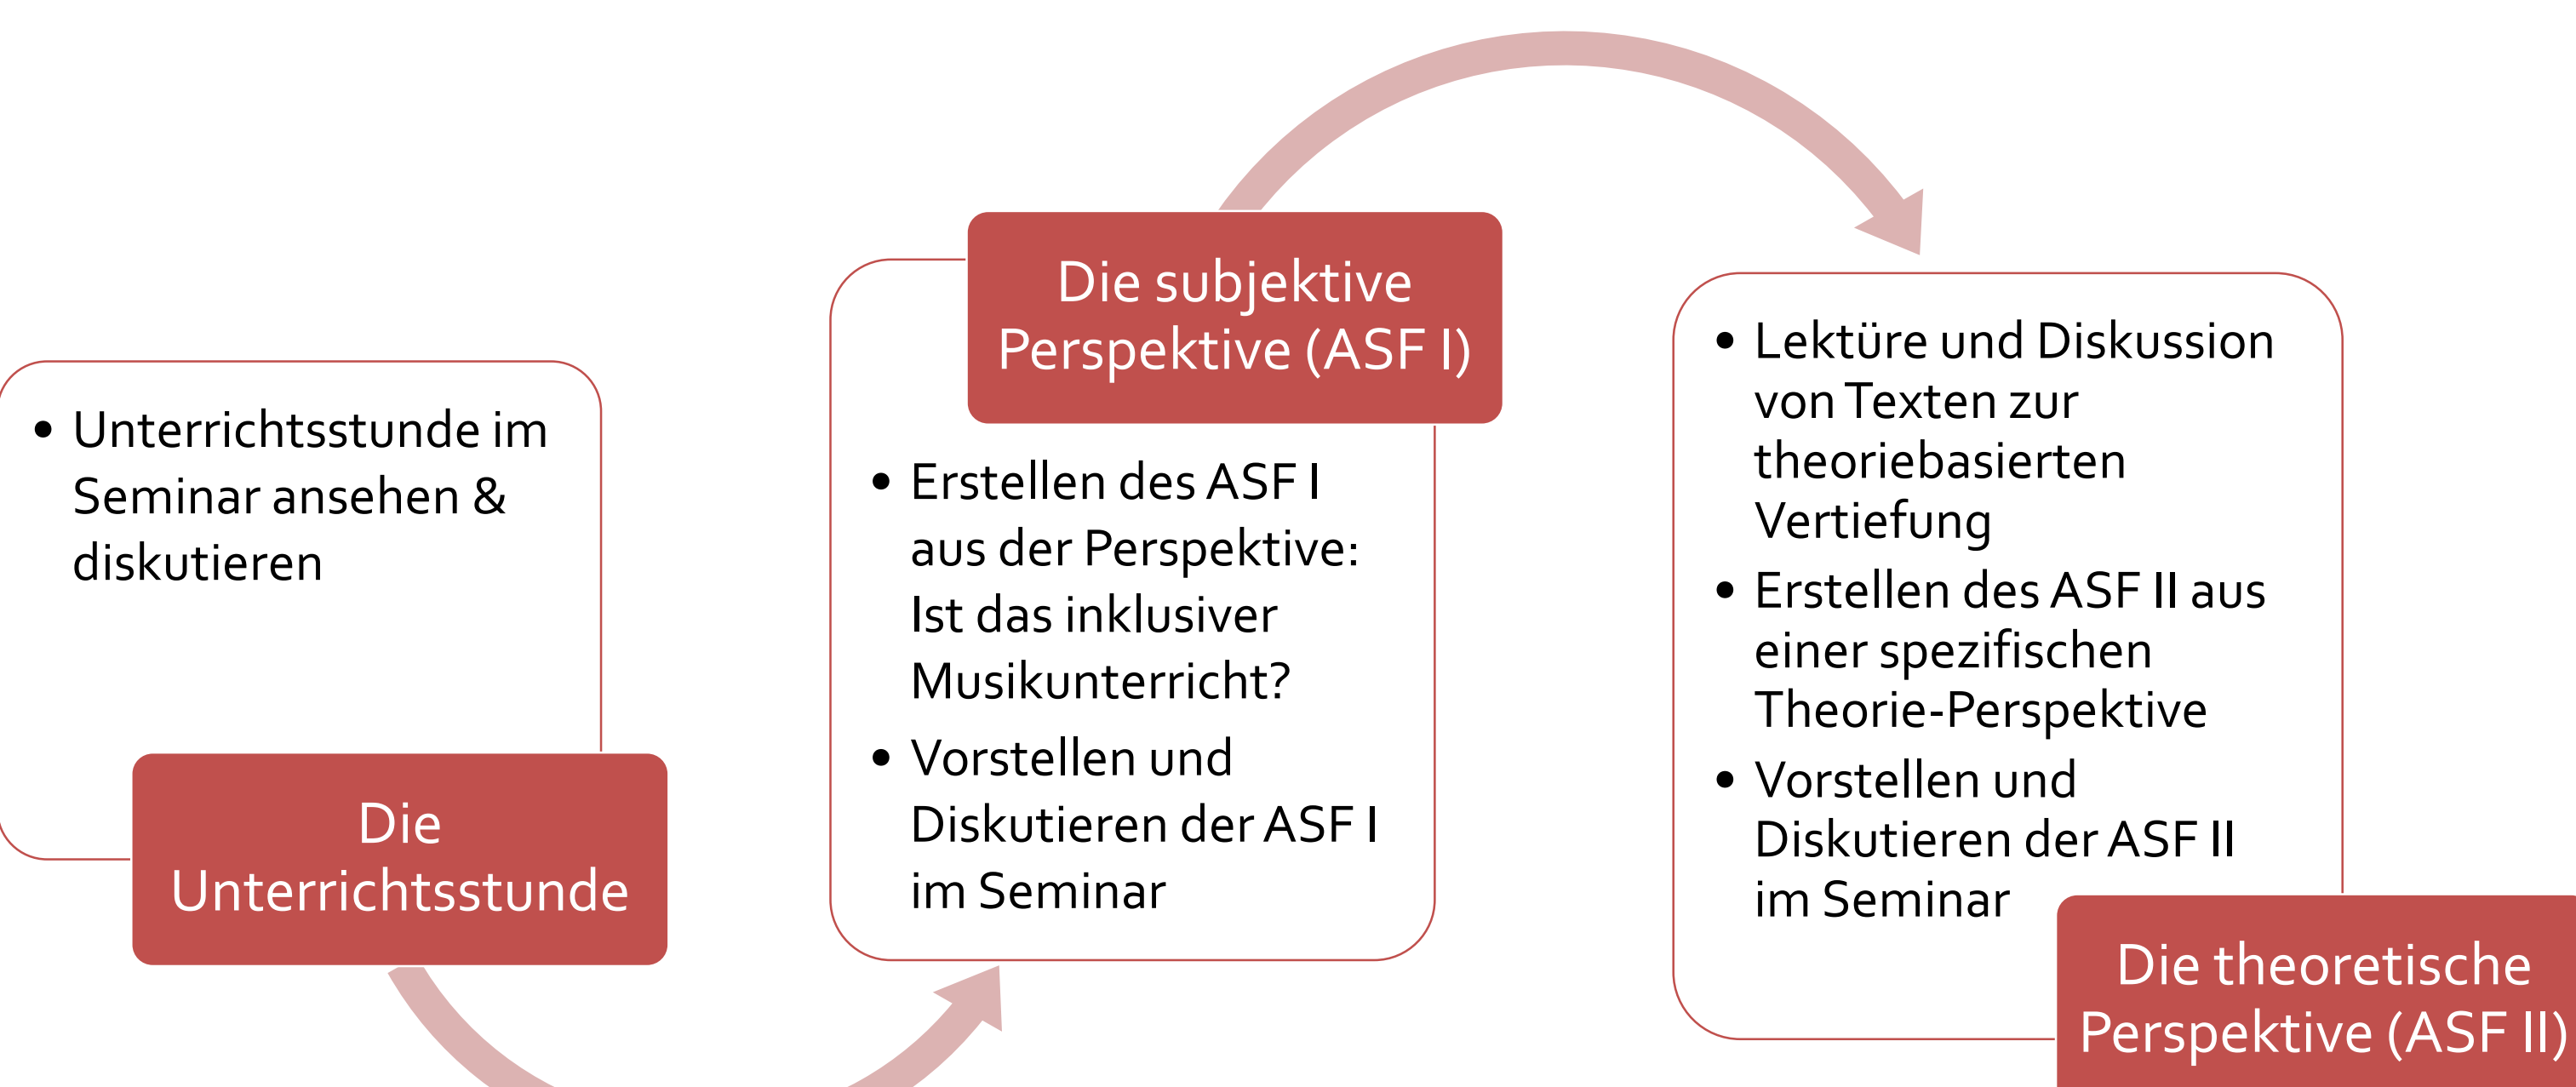 • Unterrichtsstunde im
Seminar ansehen &
diskutieren
Die
Unterrichtsstunde
Die subjektive
Perspektive (ASF I)
• Erstellen des ASF I
aus der Perspektive:
Ist das inklusiver
Musikunterricht?
• Vorstellen und
Diskutieren der ASF I
im Seminar
• Lektüre und Diskussion
von Texten zur
theoriebasierten
Vertiefung
• Erstellen des ASF II aus
einer spezifischen
Theorie-Perspektive
• Vorstellen und
Diskutieren der ASF II
im Seminar
Die theoretische
Perspektive (ASF II)